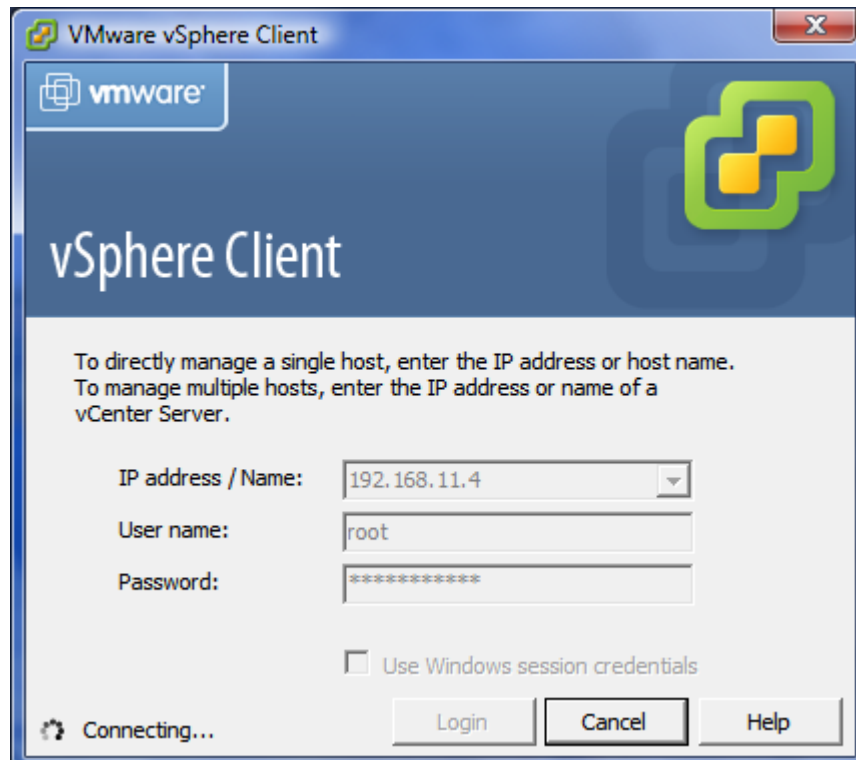 VMware vSphere Client
vmware
vSphere Client
To directly manage a single host, enter the IP address or host name.
To manage multiple hosts, enter the IP address or name of a
vCenter Server.
IP address / Name: 192.168.11.4
User name: root
Password: ***********
Use Windows session credentials
Connecting... Login Cancel Help